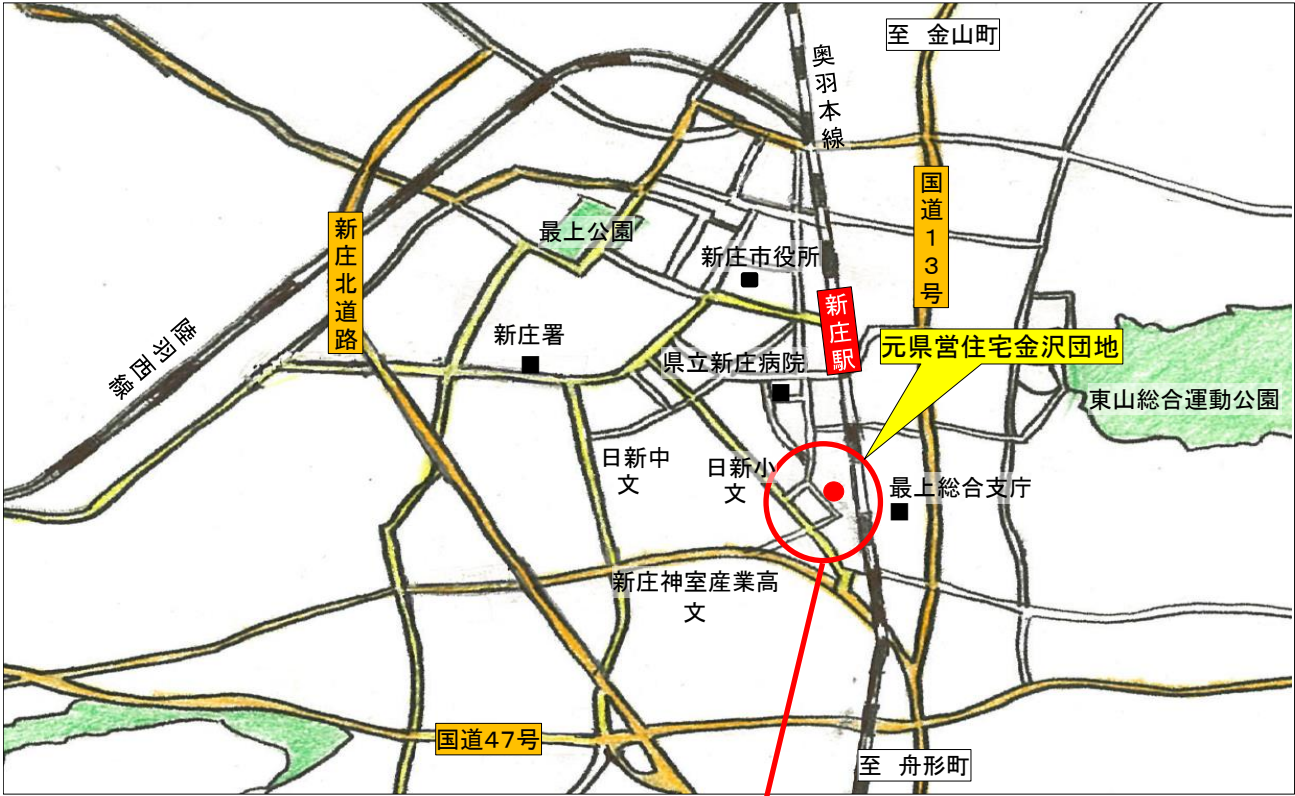 至 金山町
奥羽本線
国道13号
新庄北道路
最上公園
新庄市役所
新庄駅
陸羽西線
新庄署
県立新庄病院
元県営住宅金沢団地
東山総合運動公園
日新中
文
日新小
文
最上総合支庁
新庄神室産業高
文
国道47号
至 舟形町